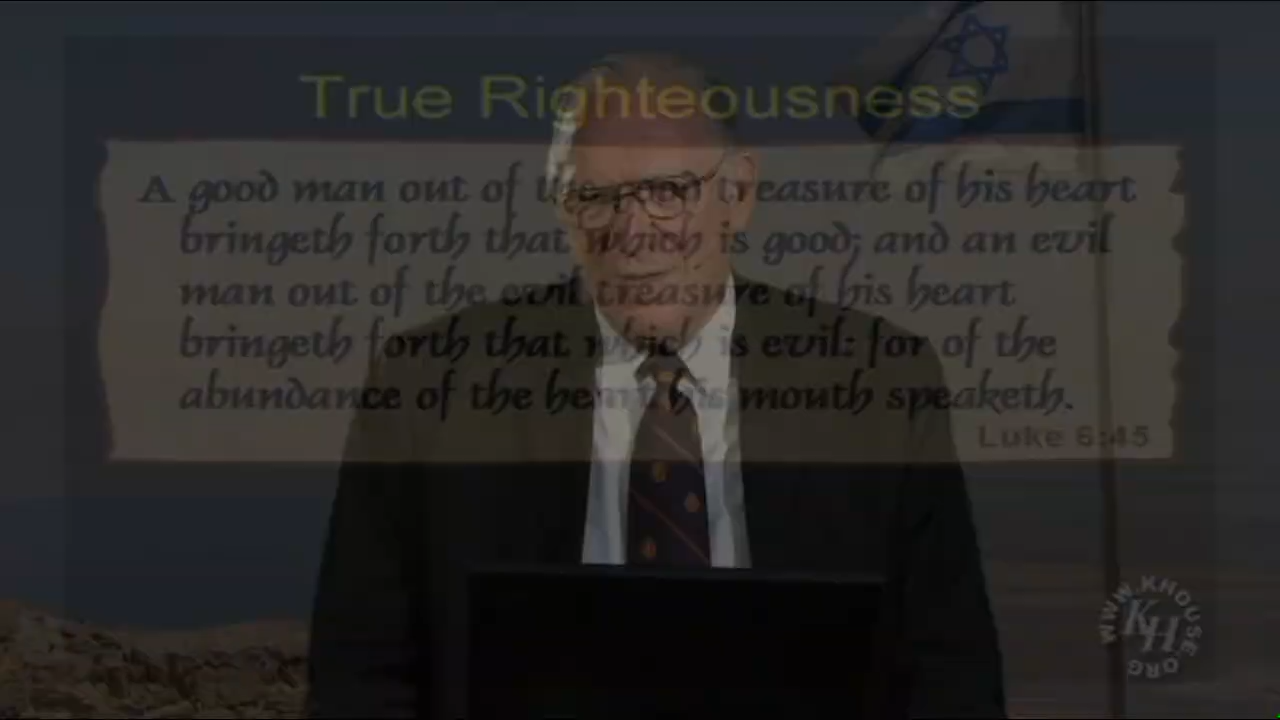 True Righteousness
A good man out of the good treasure of his heart
bringeth forth that which is good; and an evil
man out of the evil treasure of his heart
bringeth forth that which is evil: for of the
abundance of the heart his mouth speaketh.
Luke 6:45
WWW.KHOUSE.ORG
KH